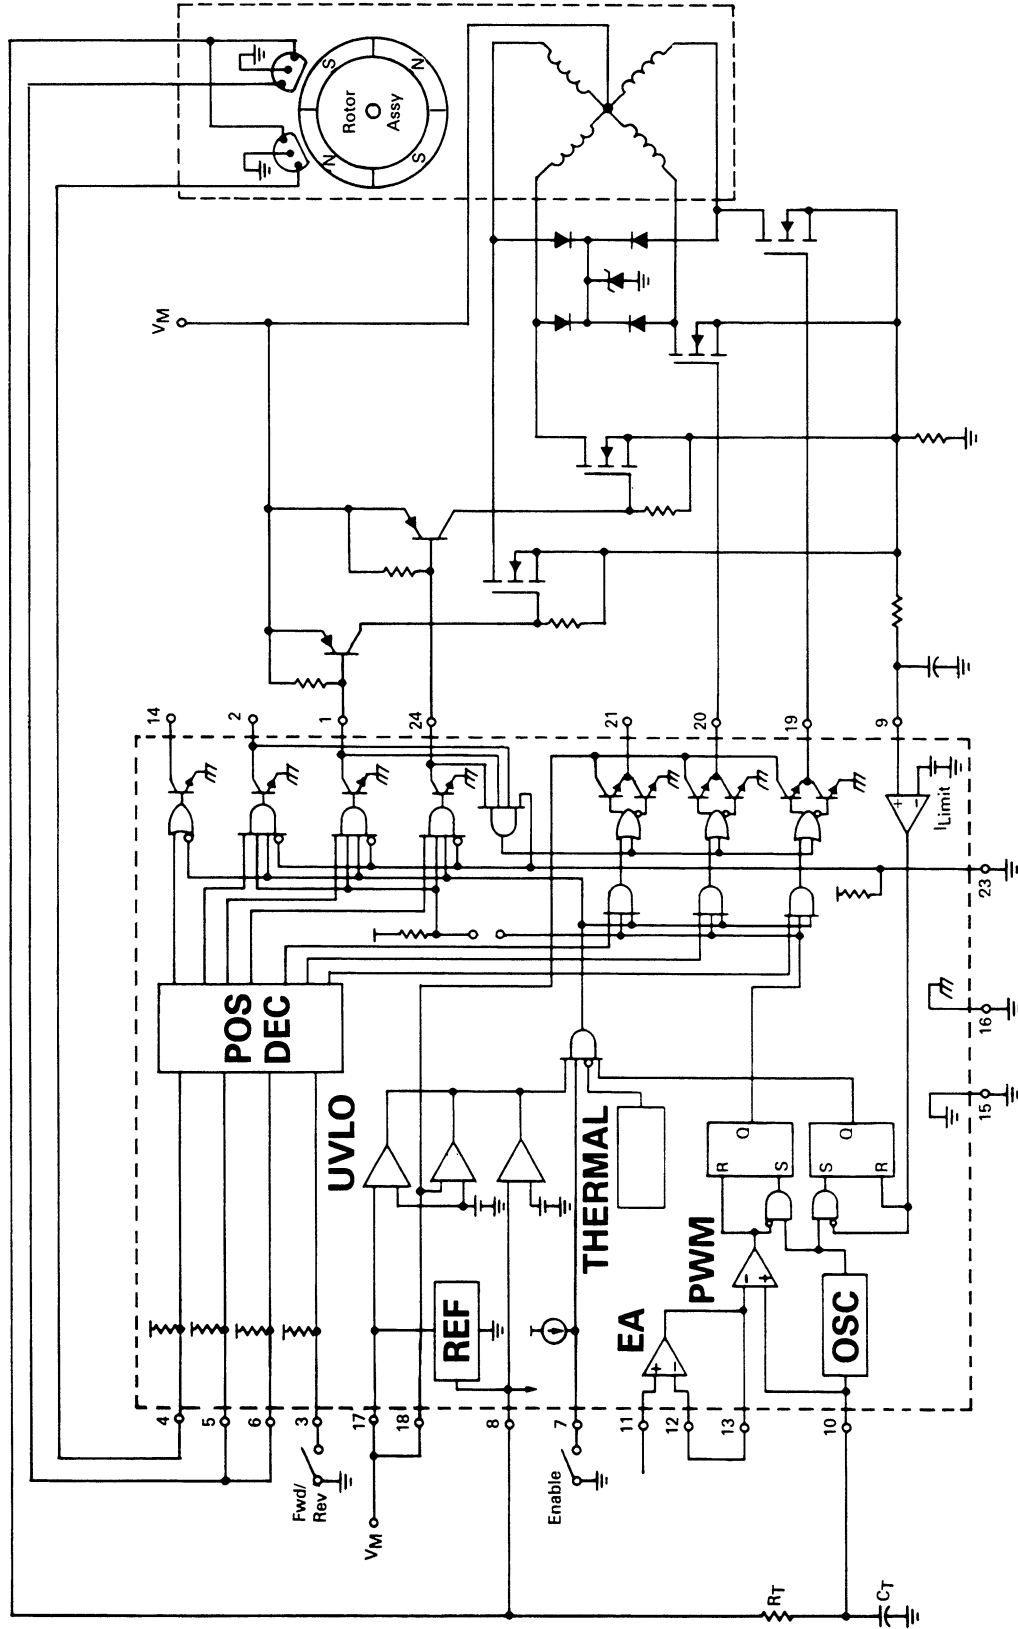 S
N
Rotor
Assy
N
S
VM
14
2
1
24
21
20
19
9
ILimit
POS
DEC
23
16
15
UVLO
THERMAL
PWM
R
Q
S
S
Q
R
REF
EA
OSC
4
5
6
3
17
18
8
7
11
12
13
10
Fwd/
Rev
VM
Enable
RT
CT